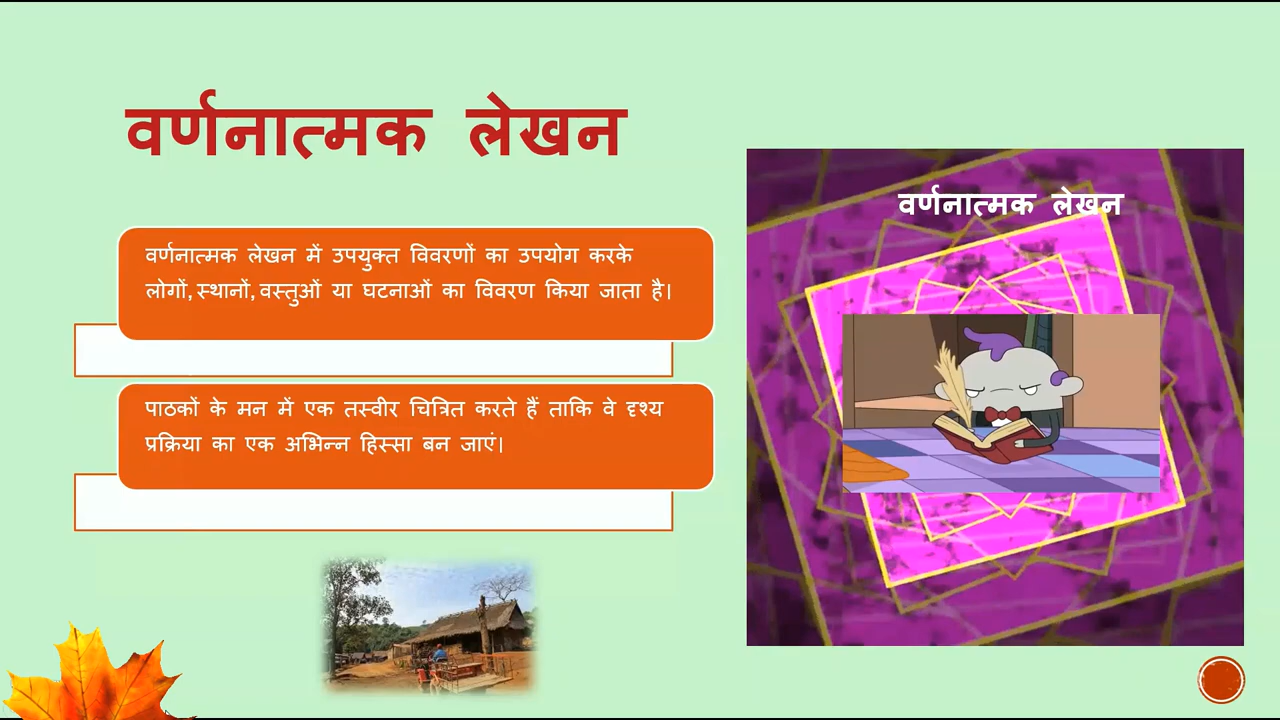 वर्णनात्मक लेखन
वर्णनात्मक लेखन में उपयुक्त विवरणों का उपयोग करके
लोगों, स्थानों, वस्तुओं या घटनाओं का विवरण किया जाता है।
पाठकों के मन में एक तस्वीर चित्रित करते हैं ताकि वे दृश्य
प्रक्रिया का एक अभिन्न हिस्सा बन जाएं।
वर्णनात्मक लेखन